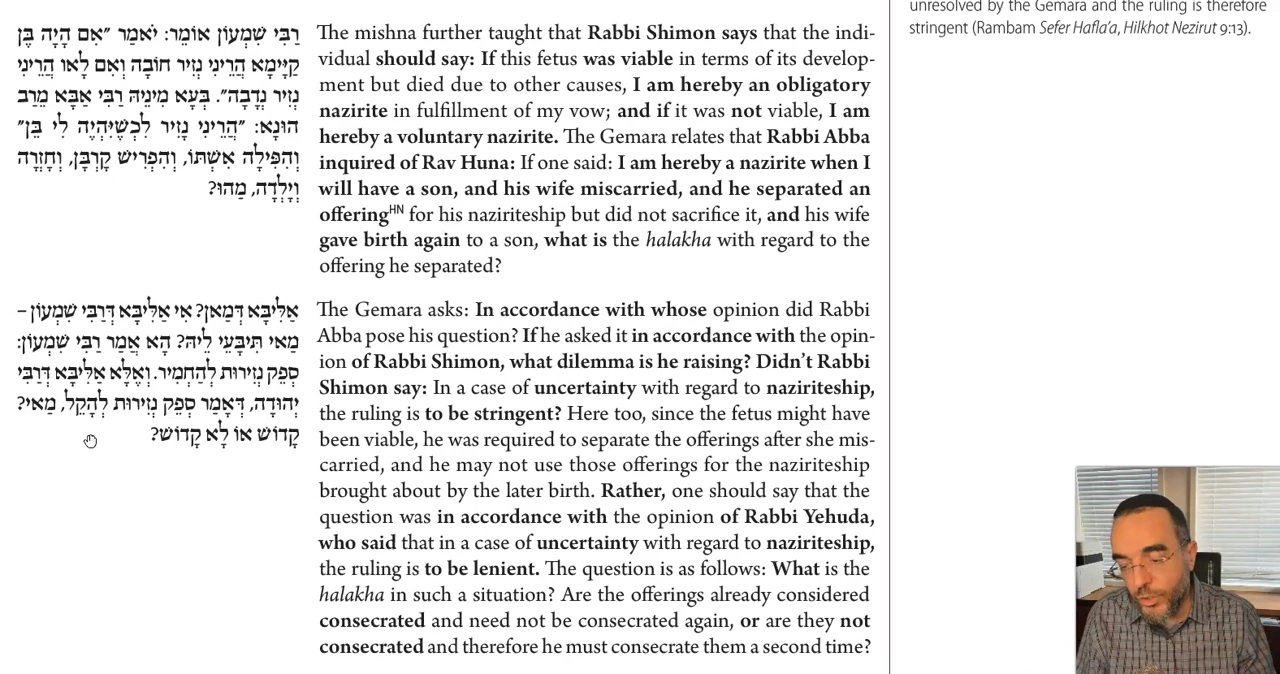 רַבִּי שִׁמְעוֹן אוֹמֵר: יֹאמַר ״אִם הָיָה בֶּן
קַיָּימָא הֲרֵינִי נָזִיר חוֹבָה וְאִם לָאו הֲרֵינִי
נְזִיר נְדָבָה״. בְּעָא מִינֵּיהּ רַבִּי אַבָּא מֵרַב
הוּנָא: ״הֲרֵינִי נָזִיר לִכְשֶׁיִּהְיֶה לִי בֵּן״
וְהִפִּילָה אִשְׁתּוֹ, וְהִפְרִישׁ קָרְבָּן, וְחָזְרָה
וְיָלְדָה, מַהוּ?
The mishna further taught that Rabbi Shimon says that the indi-
vidual should say: If this fetus was viable in terms of its develop-
ment but died due to other causes, I am hereby an obligatory
nazirite in fulfillment of my vow; and if it was not viable, I am
hereby a voluntary nazirite. The Gemara relates that Rabbi Abba
inquired of Rav Huna: If one said: I am hereby a nazirite when I
will have a son, and his wife miscarried, and he separated an
offeringHN for his naziriteship but did not sacrifice it, and his wife
gave birth again to a son, what is the halakha with regard to the
offering he separated?
אַלִּיבָּא דְּמַאן? אִי אַלִּיבָּא דְּרַבִּי שִׁמְעוֹן –
מַאי תִּיבְּעֵי לֵיהּ? הָא אָמַר רַבִּי שִׁמְעוֹן:
סְפֵק נְזִירוּת לְהַחְמִיר. וְאֶלָּא אַלִּיבָּא דְּרַבִּי
יְהוּדָה, דְּאָמַר סְפֵק נְזִירוּת לְהָקֵל, מַאי?
קָדוֹשׁ אוֹ לָא קָדוֹשׁ?
The Gemara asks: In accordance with whose opinion did Rabbi
Abba pose his question? If he asked it in accordance with the opin-
ion of Rabbi Shimon, what dilemma is he raising? Didn't Rabbi
Shimon say: In a case of uncertainty with regard to naziriteship,
the ruling is to be stringent? Here too, since the fetus might have
been viable, he was required to separate the offerings after she mis-
carried, and he may not use those offerings for the naziriteship
brought about by the later birth. Rather, one should say that the
question was in accordance with the opinion of Rabbi Yehuda,
who said that in a case of uncertainty with regard to naziriteship,
the ruling is to be lenient. The question is as follows: What is the
halakha in such a situation? Are the offerings already considered
consecrated and need not be consecrated again, or are they not
consecrated and therefore he must consecrate them a second time?
unresolved by the Gemara and the ruling is therefore
stringent (Rambam Sefer Hafla'a, Hilkhot Nezirut 9:13).